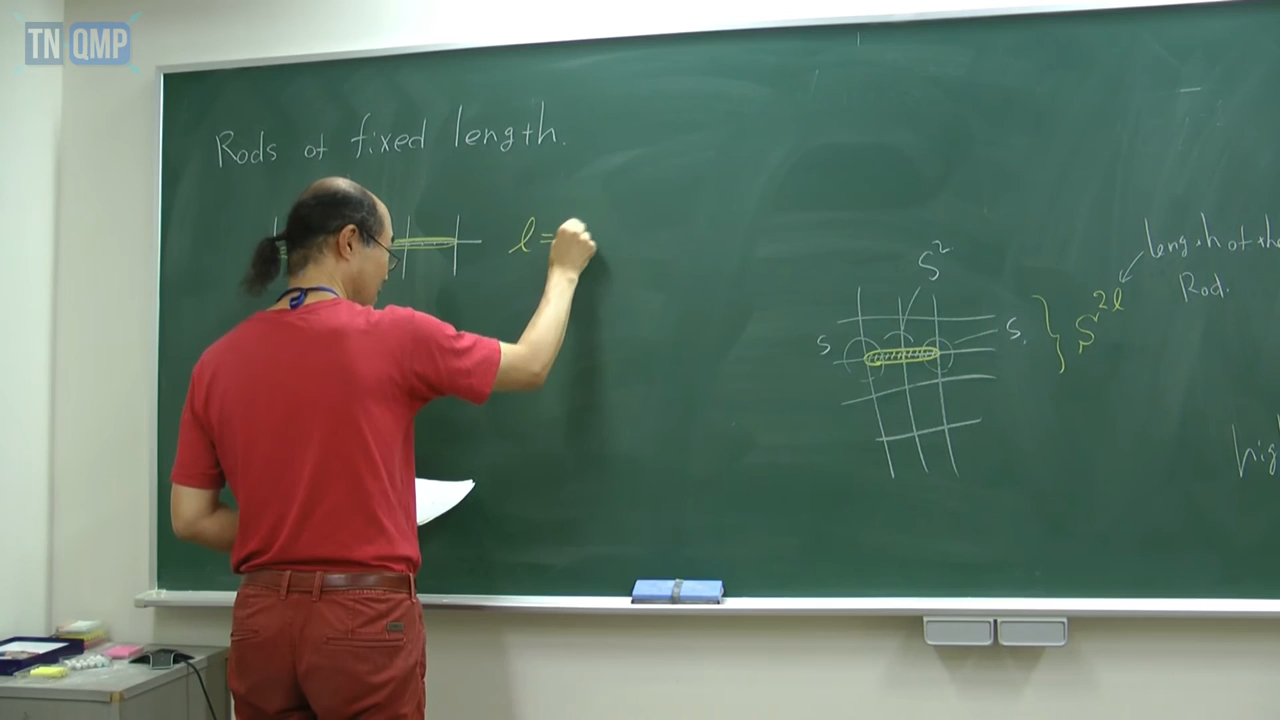 TN QMP
Rods of fixed length.
l =
S²
S
S.
S^{2l}
length of the
Rod.
hig